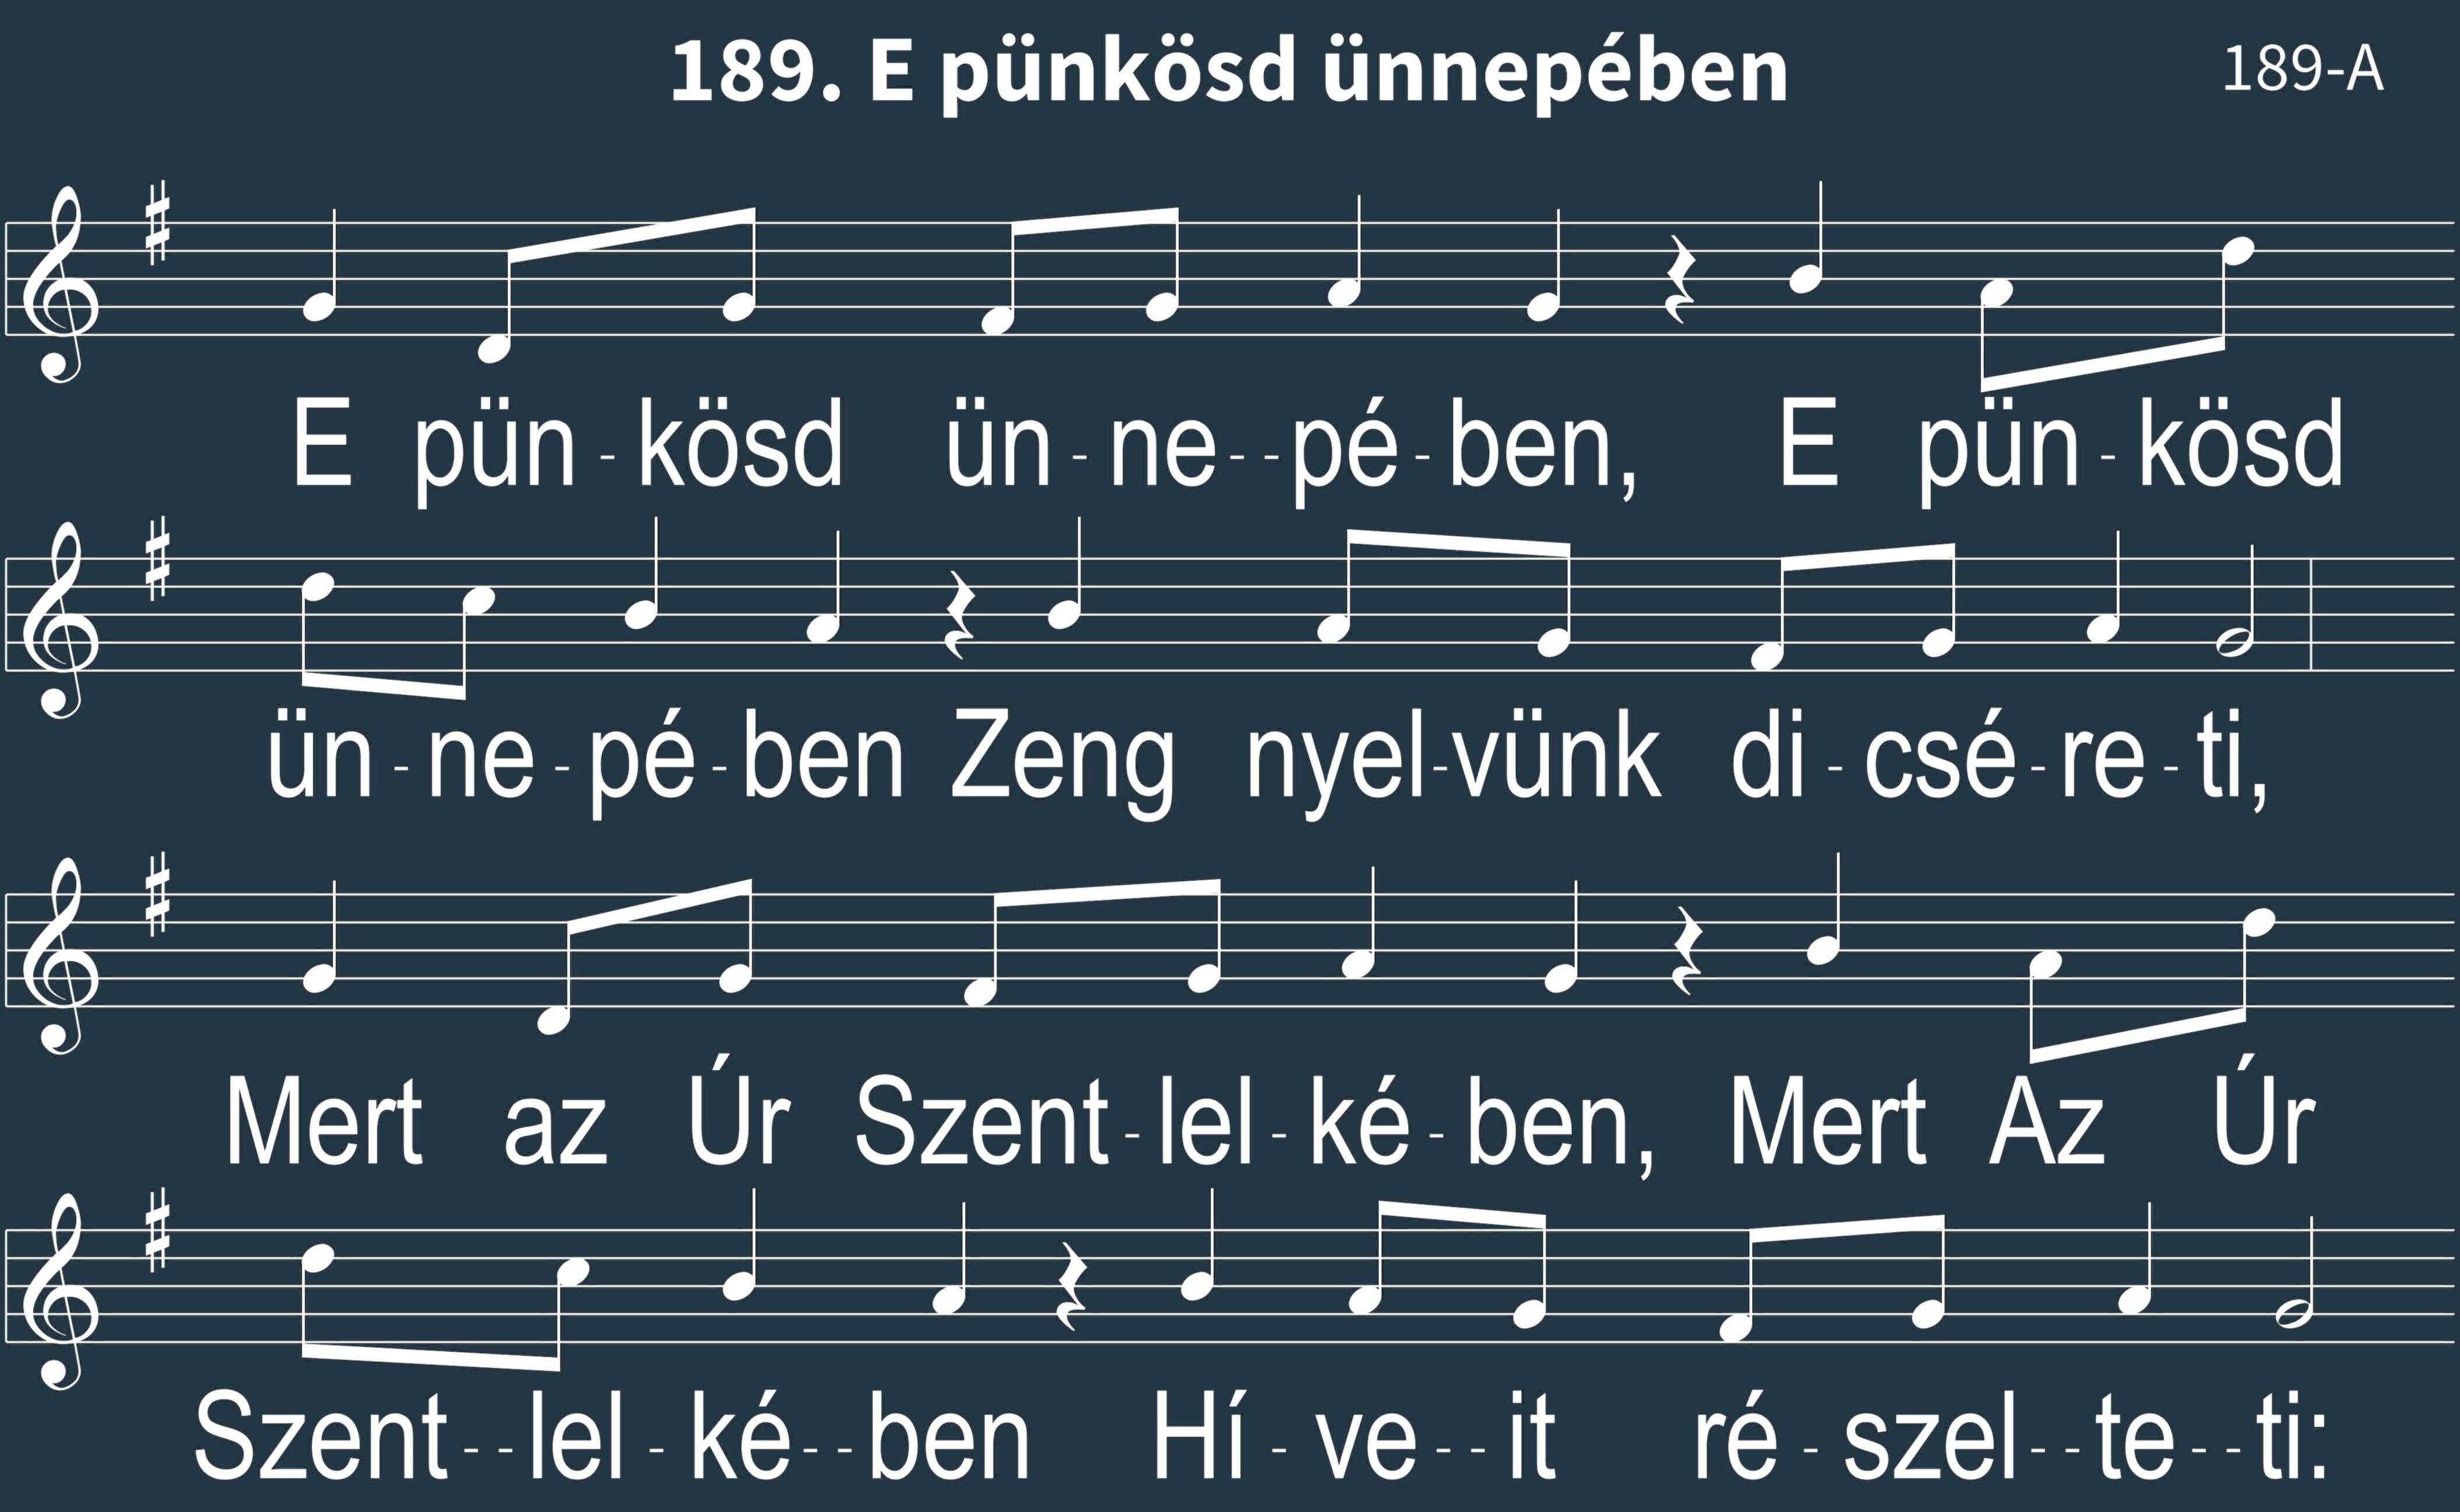 189. E pünkösd ünnepében 189-A
E pün - kösd ün - ne - - pé - ben, E pün - kösd
ün - ne - pé - ben Zeng nyel - vünk di - csé - re - ti,
Mert az Úr Szent - lel - ké - ben, Mert Az Úr
Szent - - lel - ké - - ben Hí - ve - - it ré - szel - - te - - ti: